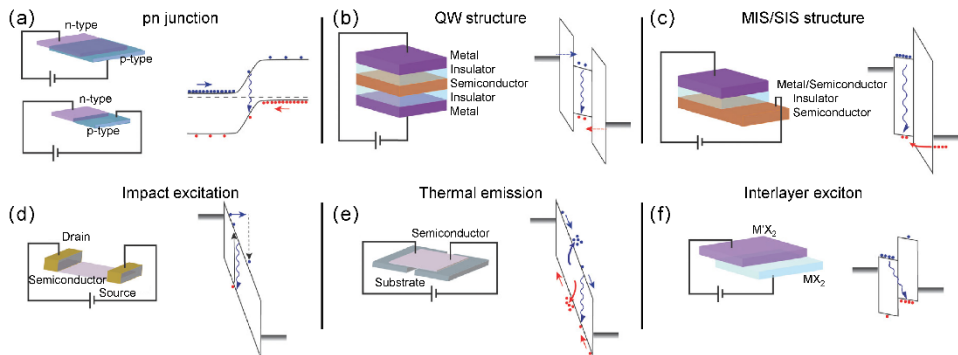 (a) pn junction
n-type
p-type
n-type
p-type
(b) QW structure
Metal
Insulator
Semiconductor
Insulator
Metal
(c) MIS/SIS structure
Metal/Semiconductor
Insulator
Semiconductor
(d) Impact excitation
Drain
Semiconductor
Source
(e) Thermal emission
Semiconductor
Substrate
(f) Interlayer exciton
M'X₂
MX₂